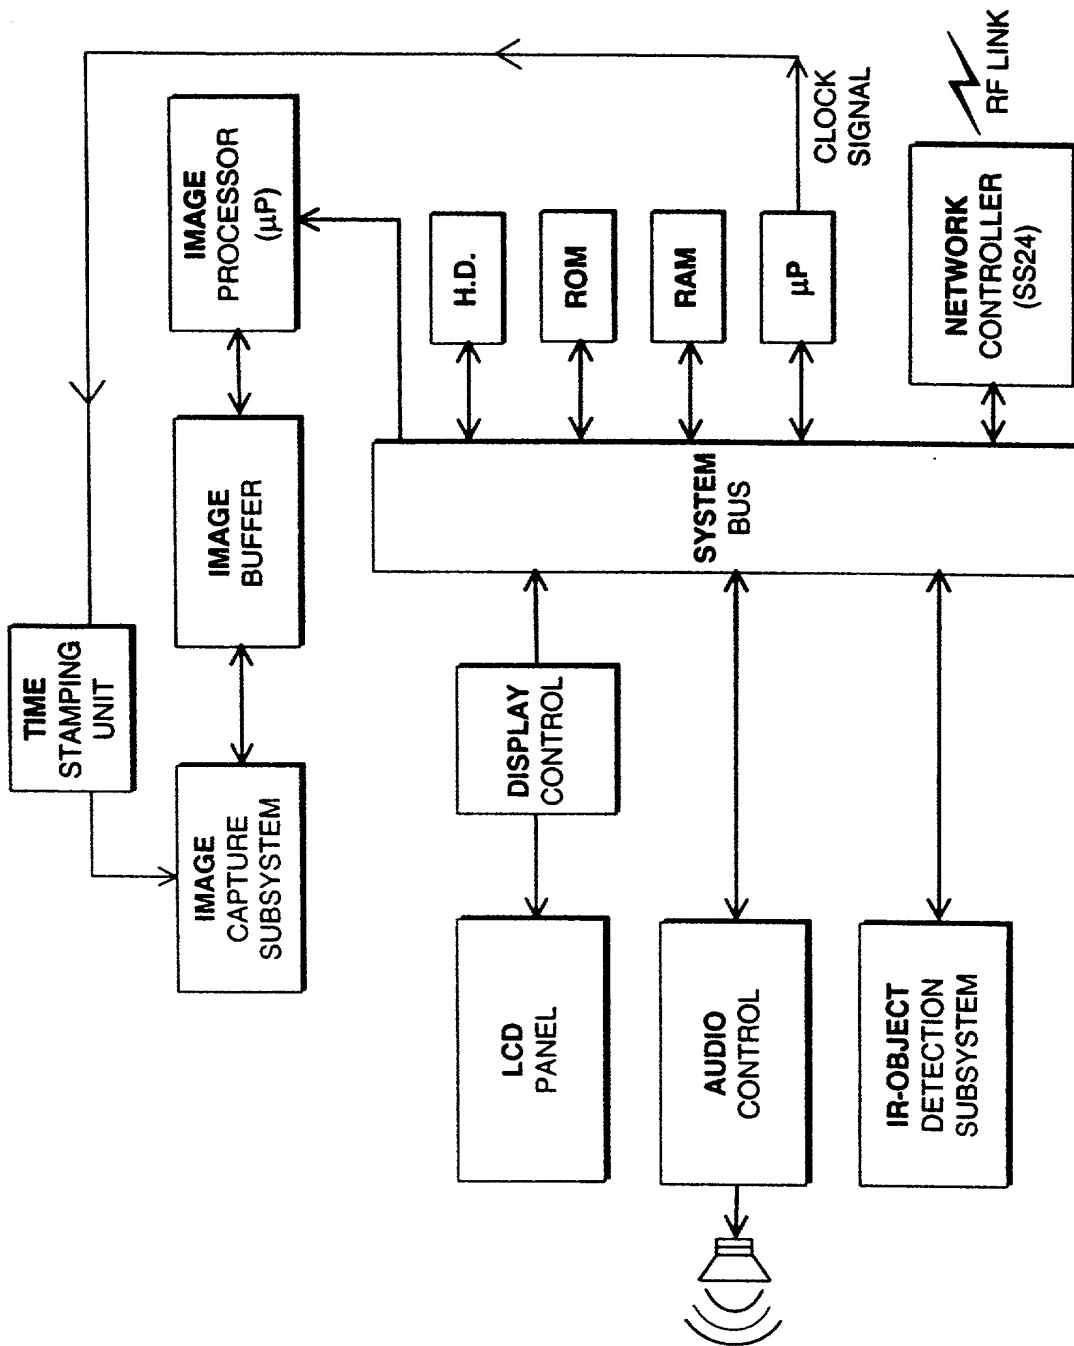 TIME
STAMPING
UNIT
IMAGE
CAPTURE
SUBSYSTEM
IMAGE
BUFFER
IMAGE
PROCESSOR
(µP)
LCD
PANEL
DISPLAY
CONTROL
H.D.
ROM
RAM
µP
CLOCK
SIGNAL
SYSTEM
BUS
AUDIO
CONTROL
IR-OBJECT
DETECTION
SUBSYSTEM
NETWORK
CONTROLLER
(SS24)
RF LINK